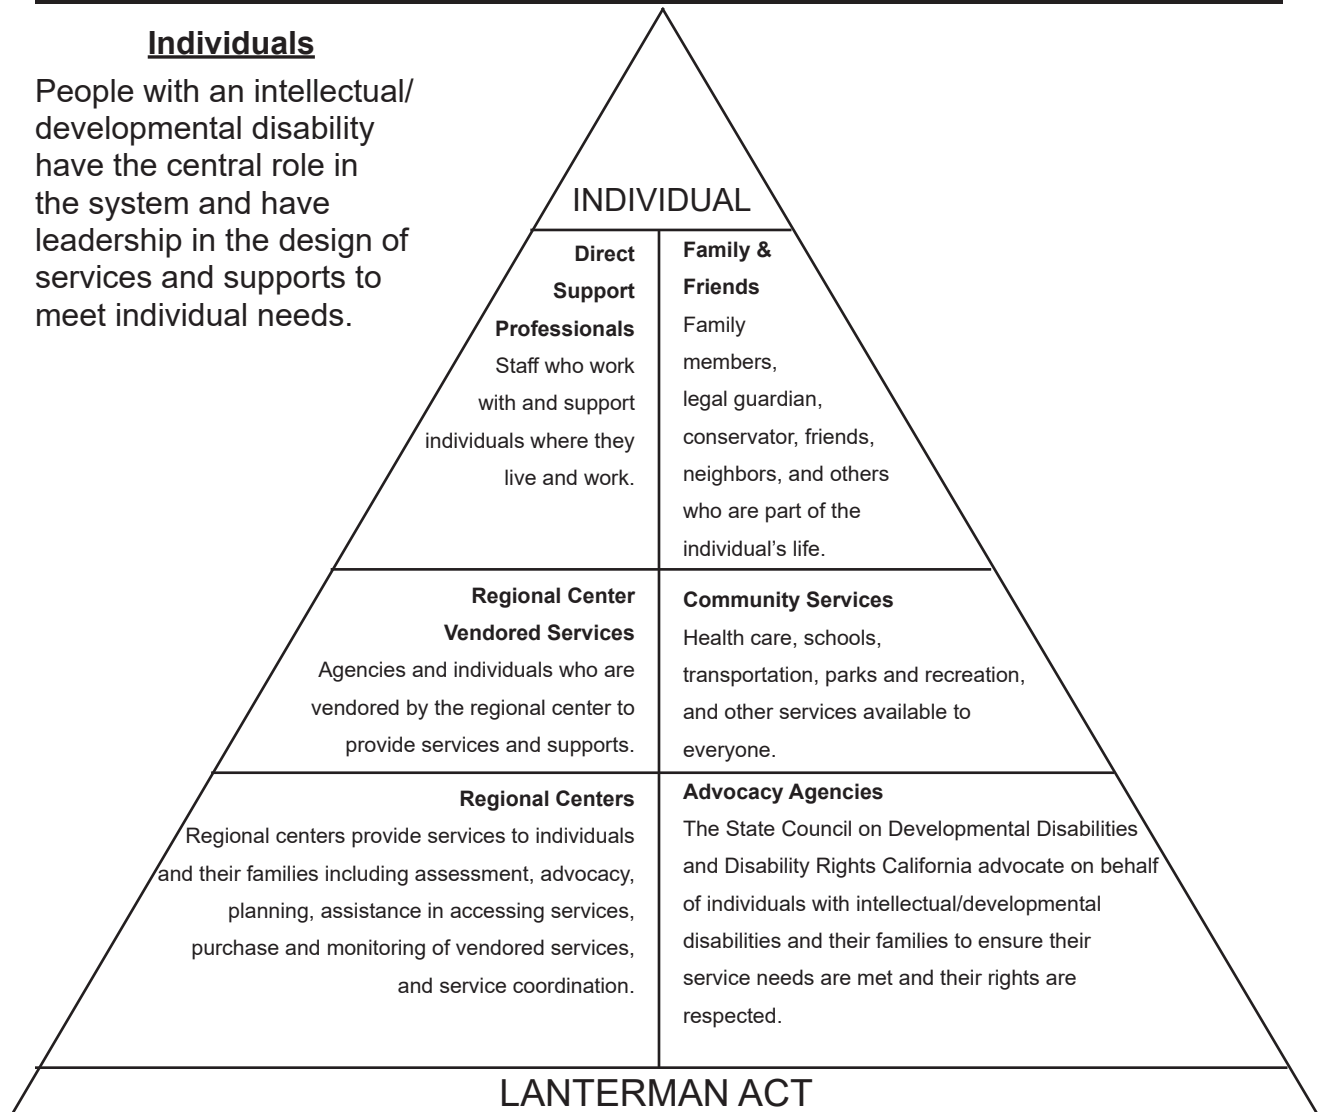 Individuals
People with an intellectual/
developmental disability
have the central role in
the system and have
leadership in the design of
services and supports to
meet individual needs.
INDIVIDUAL
Direct
Support
Professionals
Staff who work
with and support
individuals where they
live and work.
Family &
Friends
Family
members,
legal guardian,
conservator, friends,
neighbors, and others
who are part of the
individual’s life.
Regional Center
Vendored Services
Agencies and individuals who are
vendored by the regional center to
provide services and supports.
Community Services
Health care, schools,
transportation, parks and recreation,
and other services available to
everyone.
Regional Centers
Regional centers provide services to individuals
and their families including assessment, advocacy,
planning, assistance in accessing services,
purchase and monitoring of vendored services,
and service coordination.
Advocacy Agencies
The State Council on Developmental Disabilities
and Disability Rights California advocate on behalf
of individuals with intellectual/developmental
disabilities and their families to ensure their
service needs are met and their rights are
respected.
LANTERMAN ACT